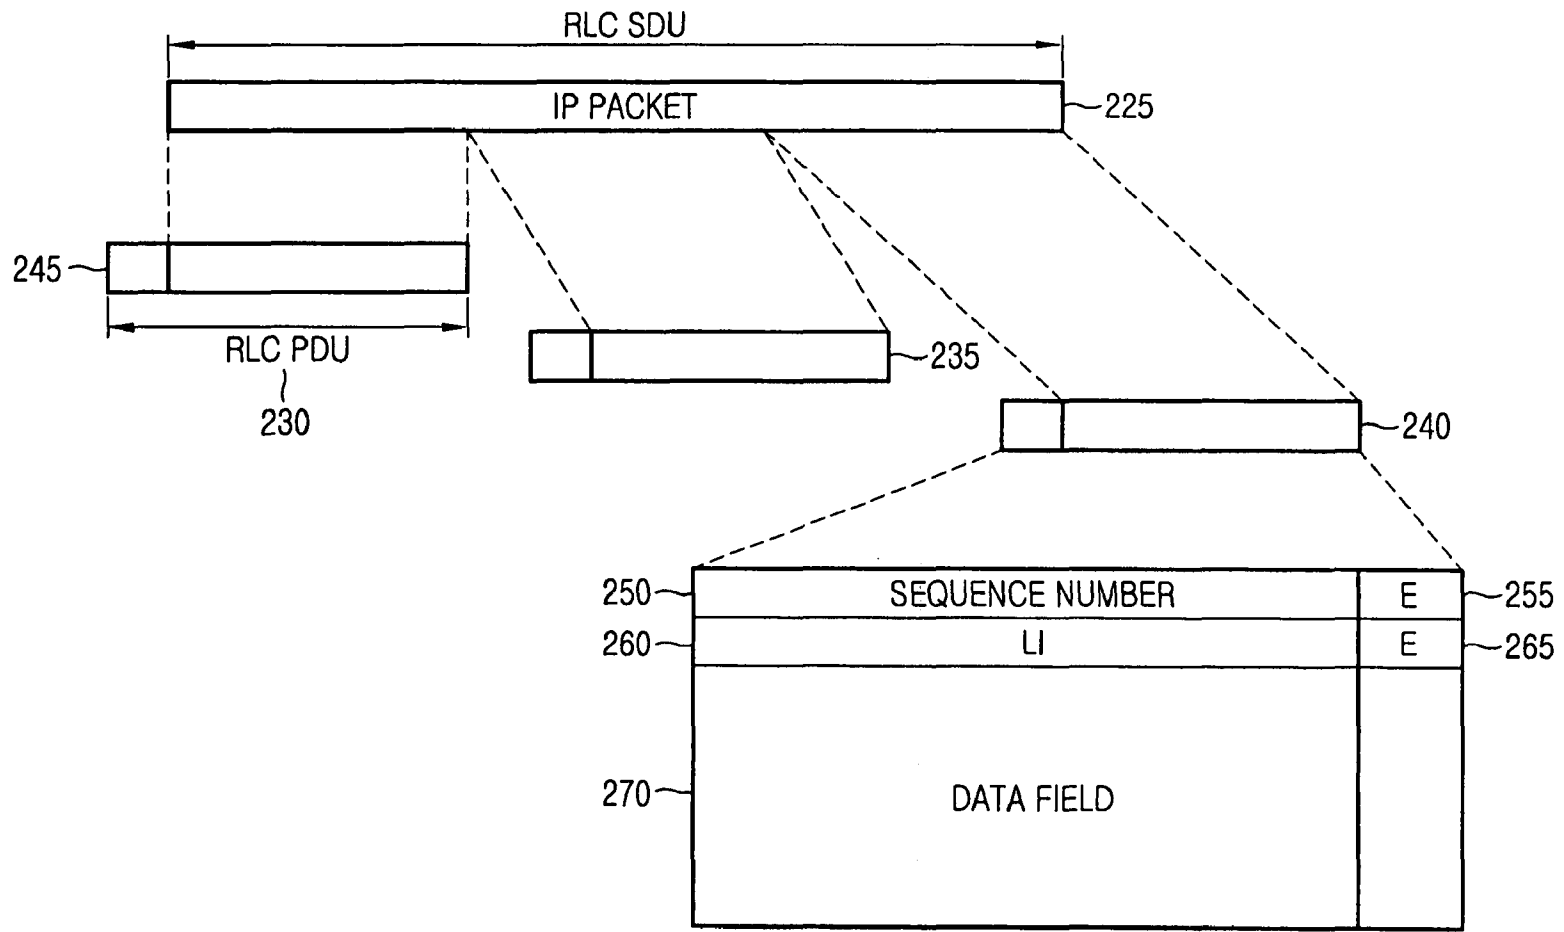 RLC SDU
IP PACKET
225
245
RLC PDU
230
235
240
250
SEQUENCE NUMBER
E
255
260
LI
E
265
270
DATA FIELD